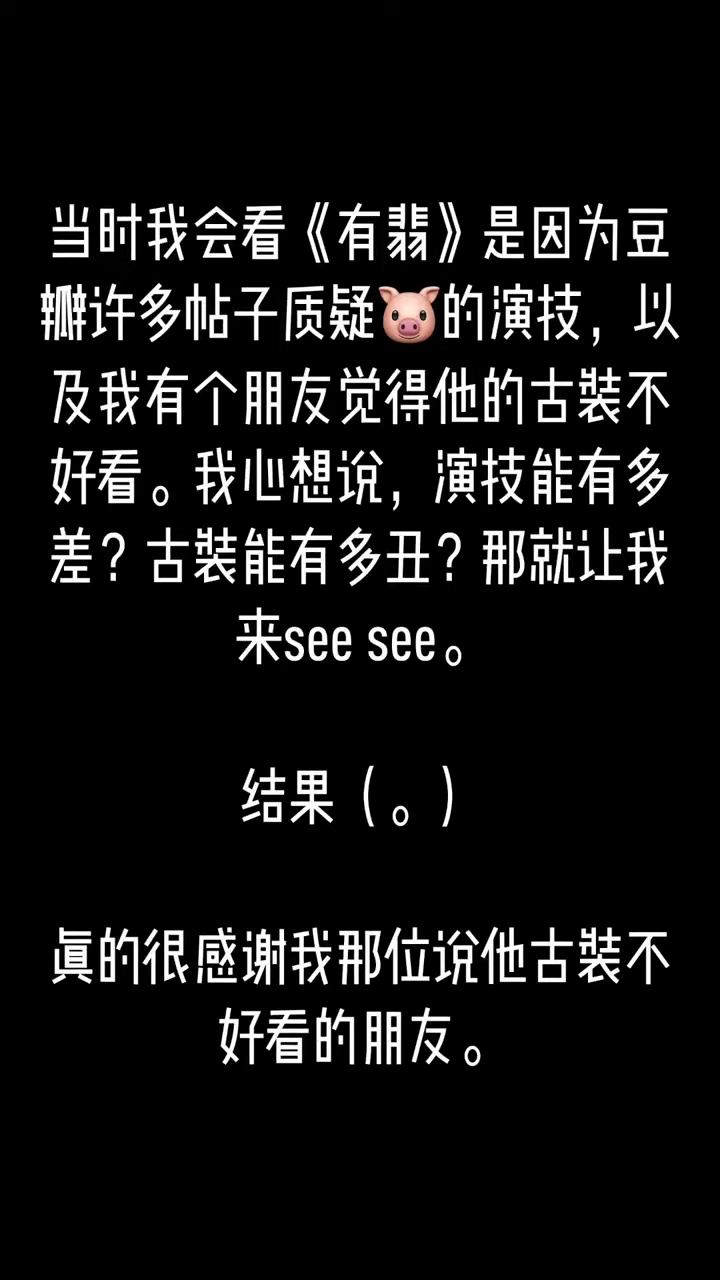 当时我会看《有翡》是因为豆
瓣许多帖子质疑🐷的演技，以
及我有个朋友觉得他的古裝不
好看。我心想说，演技能有多
差？古裝能有多丑？那就让我
来see see。
结果（。）
眞的很感谢我那位说他古裝不
好看的朋友。